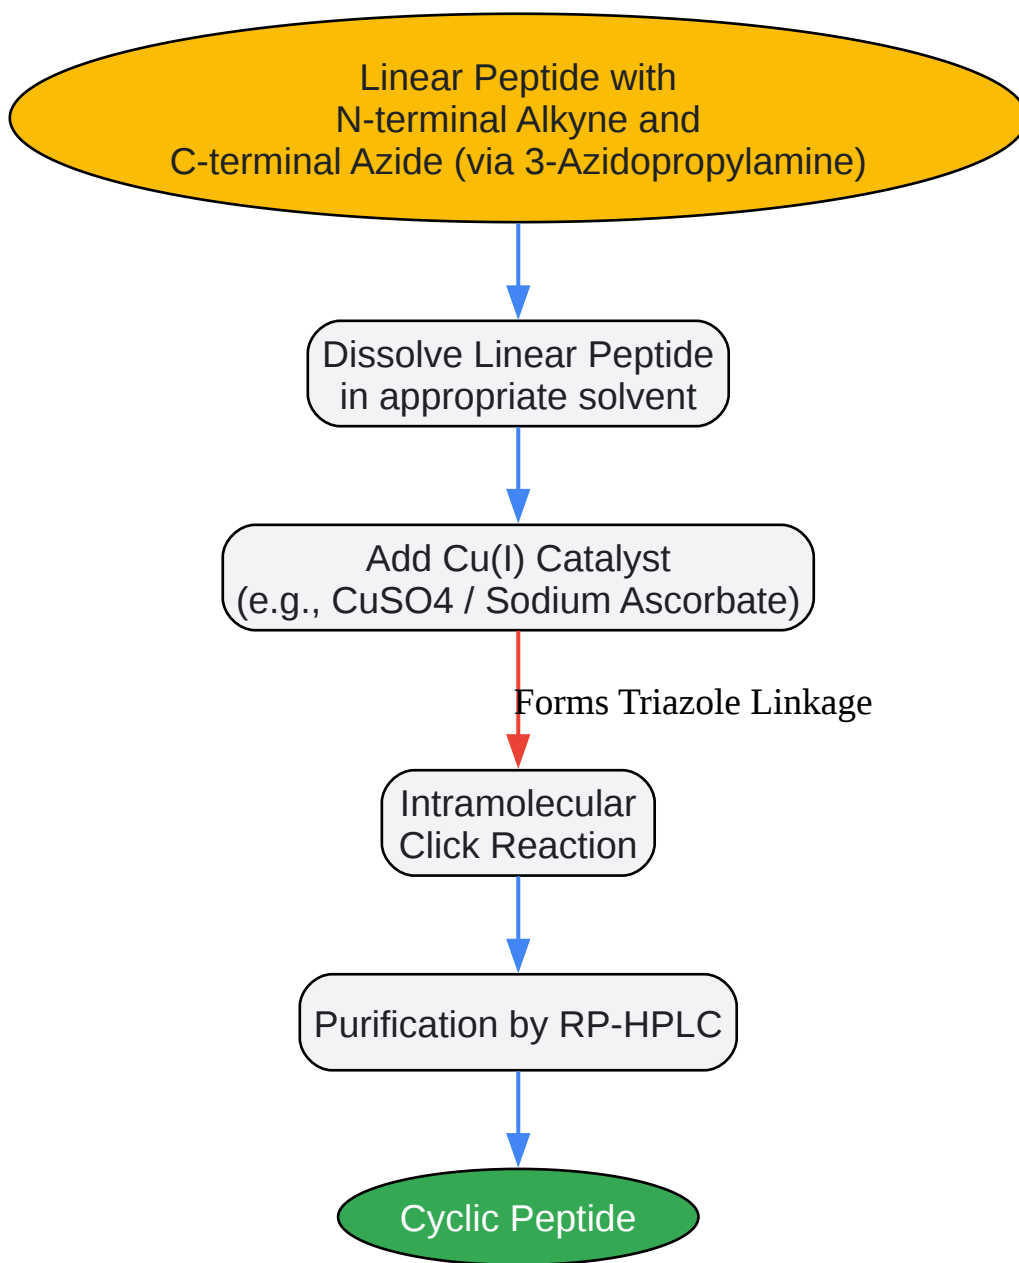 Linear Peptide with
N-terminal Alkyne and
C-terminal Azide (via 3-Azidopropylamine)
Dissolve Linear Peptide
in appropriate solvent
Add Cu(I) Catalyst
(e.g., CuSO4 / Sodium Ascorbate)
Forms Triazole Linkage
Intramolecular
Click Reaction
Purification by RP-HPLC
Cyclic Peptide